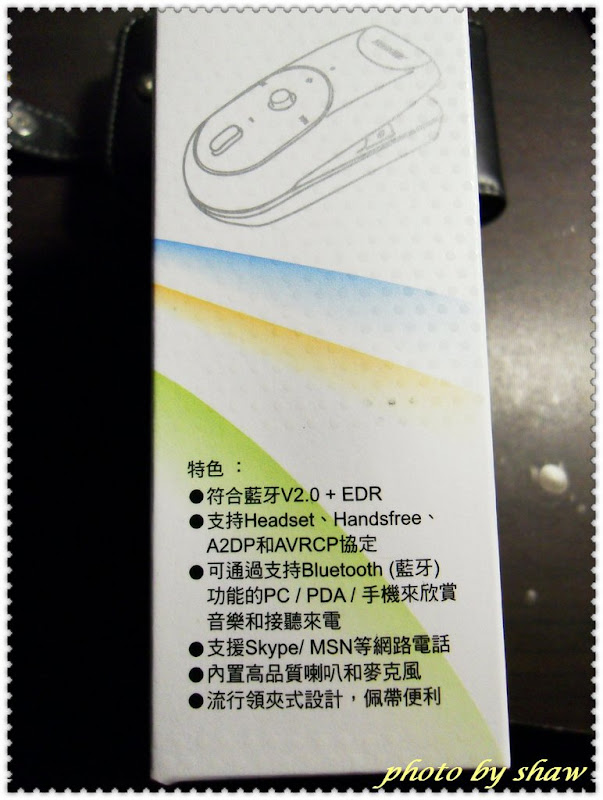 特色：
●符合藍牙V2.0 + EDR
●支持Headset、Handsfree、
A2DP和AVRCP協定
●可通過支持Bluetooth (藍牙)
功能的PC / PDA / 手機來欣賞
音樂和接聽來電
●支援Skype/ MSN等網路電話
●內置高品質喇叭和麥克風
●流行領夾式設計，佩帶便利
photo by shaw